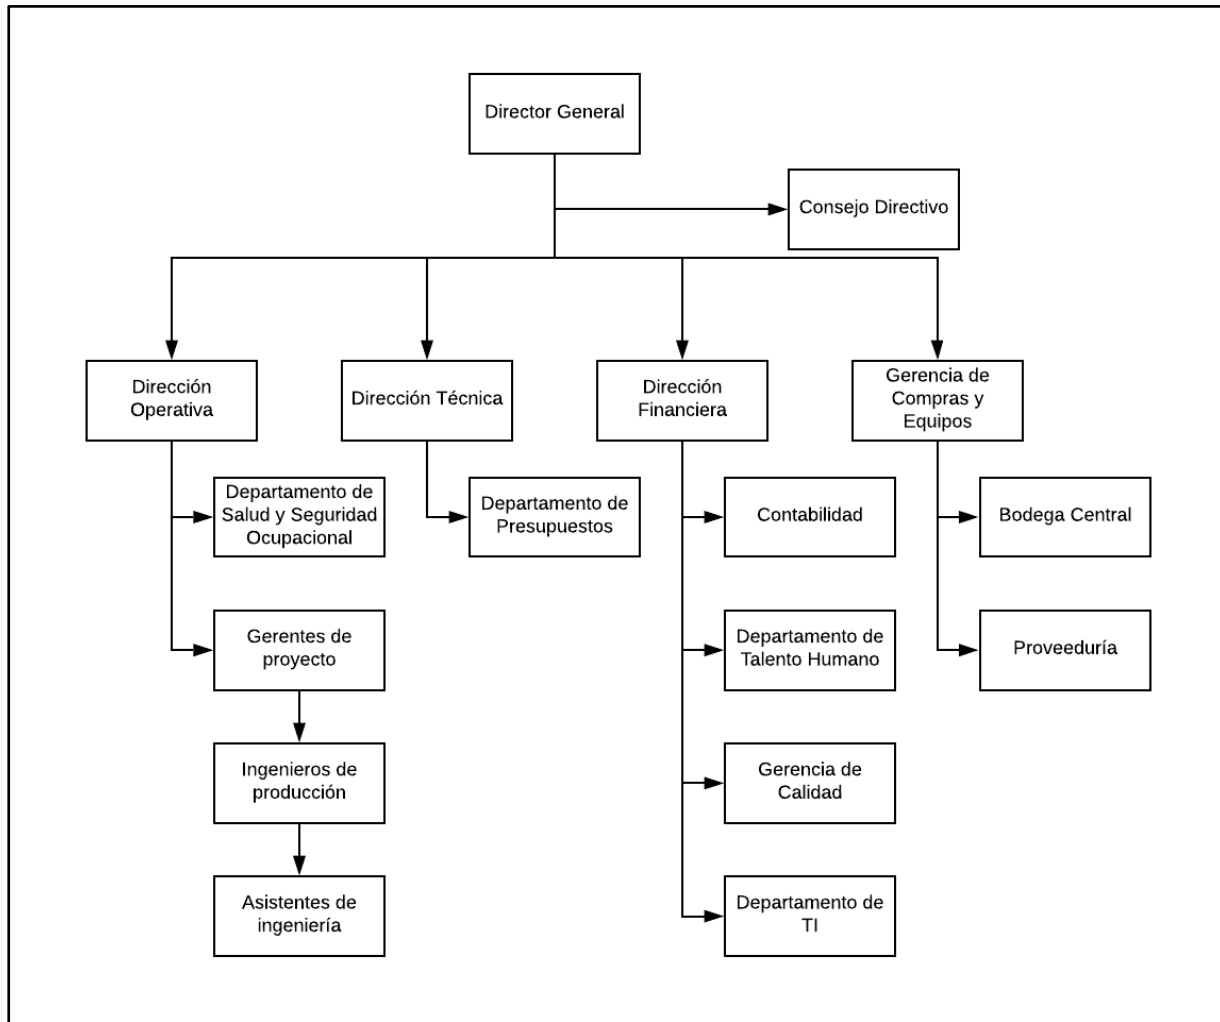 Director General
Consejo Directivo
Dirección
Operativa
Dirección Técnica
Dirección
Financiera
Gerencia de
Compras y
Equipos
Departamento de
Salud y Seguridad
Ocupacional
Departamento de
Presupuestos
Contabilidad
Bodega Central
Gerentes de
proyecto
Departamento de
Talento Humano
Proveeduría
Ingenieros de
producción
Gerencia de
Calidad
Asistentes de
ingeniería
Departamento de
TI